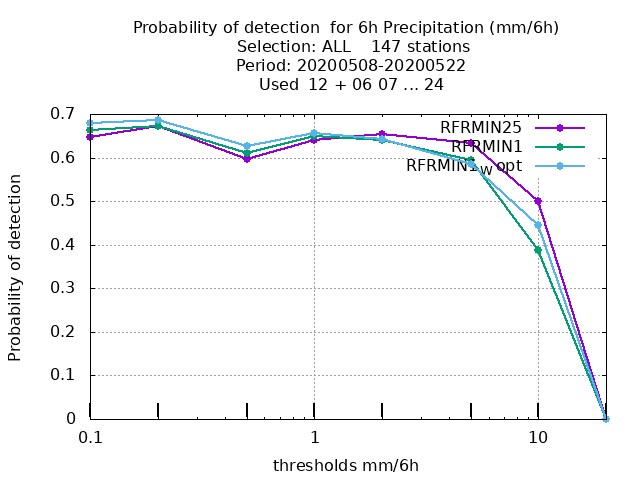 Probability of detection  for 6h Precipitation (mm/6h)
Selection: ALL    147 stations
Period: 20200508-20200522
Used  12 + 06 07 ... 24
RFRMIN25
RFRMIN1
RFRMIN1w opt
Probability of detection
0.7
0.6
0.5
0.4
0.3
0.2
0.1
0
0.1
1
10
thresholds mm/6h